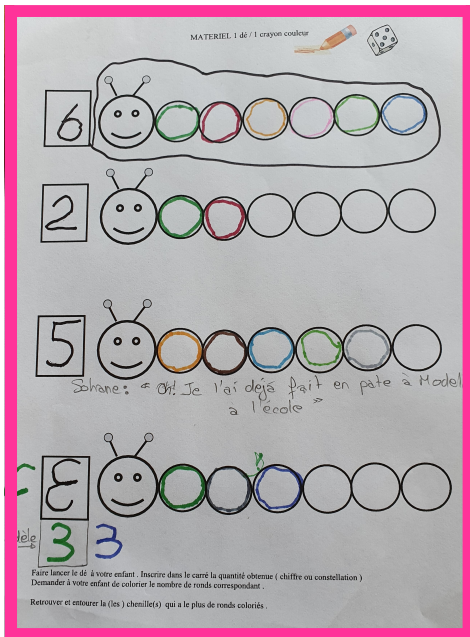 MATERIEL 1 dé / 1 crayon couleur
6
2
5
Sohane: " Oh! Je l'ai déjà fait en pâte à Model
à l'école "
3
dèle
3 3
Faire lancer le dé à votre enfant . Inscrire dans le carré la quantité obtenue ( chiffre ou constellation )
Demander à votre enfant de colorier le nombre de ronds correspondant .
Retrouver et entourer la (les ) chenille(s) qui a le plus de ronds coloriés .